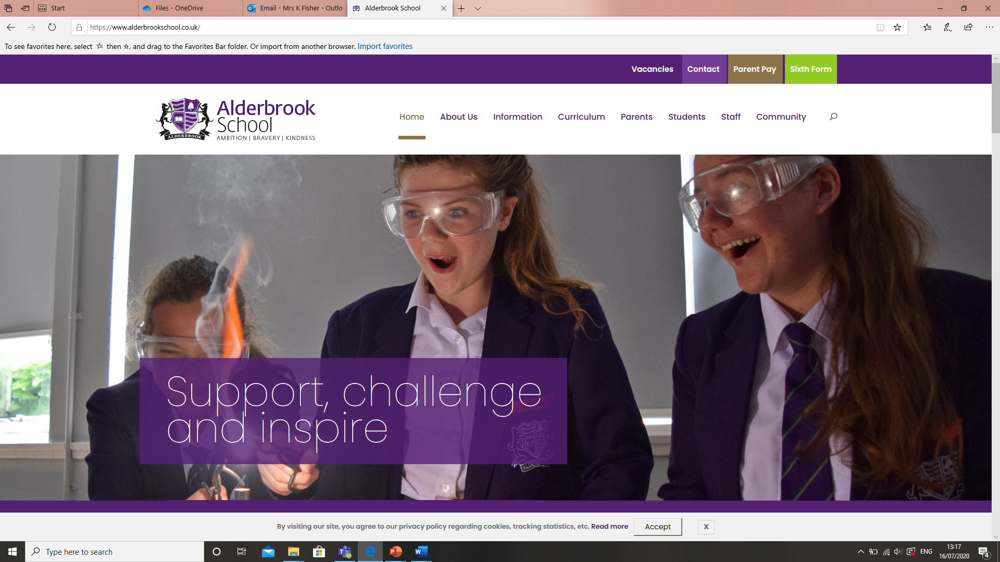 Start
Files - OneDrive
Email - Mrs K Fisher - Outlo
Alderbrook School
https://www.alderbrookschool.co.uk/
To see favorites here, select then ☆, and drag to the Favorites Bar folder. Or import from another browser. Import favorites
Vacancies
Contact
Parent Pay
Sixth Form
Alderbrook
School
AMBITION | BRAVERY | KINDNESS
ALDERBROOK
Home
About Us
Information
Curriculum
Parents
Students
Staff
Community
Support, challenge
and inspire
By visiting our site, you agree to our privacy policy regarding cookies, tracking statistics, etc. Read more
Accept
X
Type here to search
ENG
13:17
16/07/2020
4